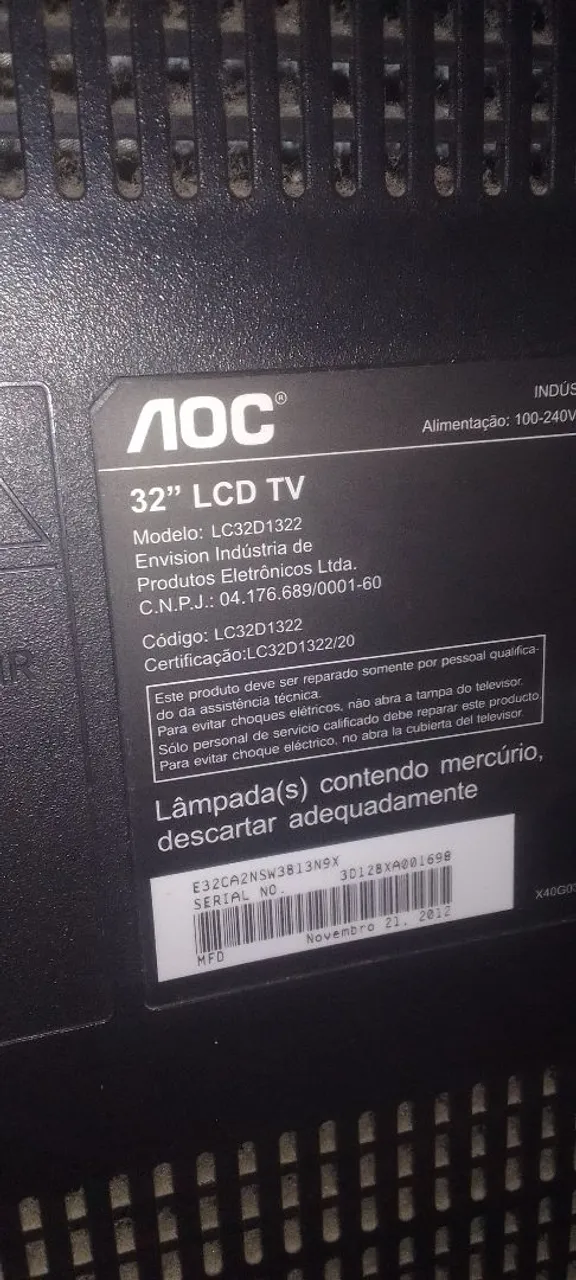 AOC®
INDÚS
Alimentação: 100-240V
32” LCD TV
Modelo: LC32D1322
Envision Indústria de
Produtos Eletrônicos Ltda.
C.N.P.J.: 04.176.689/0001-60
Código: LC32D1322
Certificação:LC32D1322/20
Este produto deve ser reparado somente por pessoal qualifica-
do da assistência técnica.
Para evitar choques elétricos, não abra a tampa do televisor.
Sólo personal de servicio calificado debe reparar este producto.
Para evitar choque eléctrico, no abra la cubierta del televisor.
Lâmpada(s) contendo mercúrio,
descartar adequadamente
E32CA2NSW3813N9X
SERIAL NO. 3D128XA001698
MFD Novembro 21, 2012
X40G03